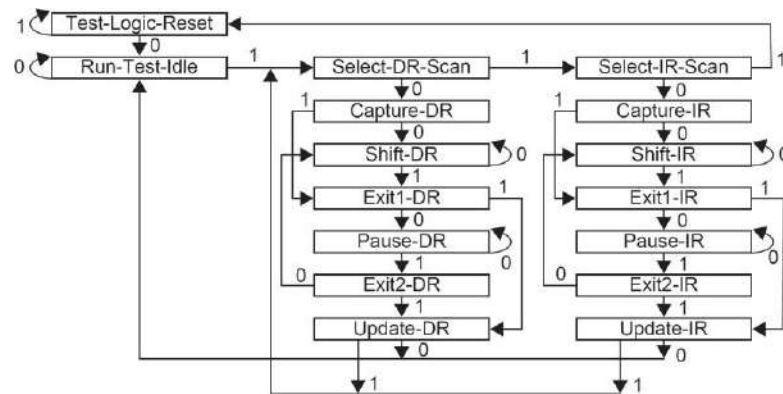 1 Test-Logic-Reset
0
0 Run-Test-Idle 1 Select-DR-Scan 1 Select-IR-Scan 1
0 0
1 Capture-DR 1 Capture-IR
0 0
Shift-DR 0 Shift-IR 0
1 1
Exit1-DR 1 Exit1-IR 1
0 0
Pause-DR 0 Pause-IR 0
1 1
0 Exit2-DR 0 Exit2-IR
1 1
Update-DR Update-IR
0 0
1 1